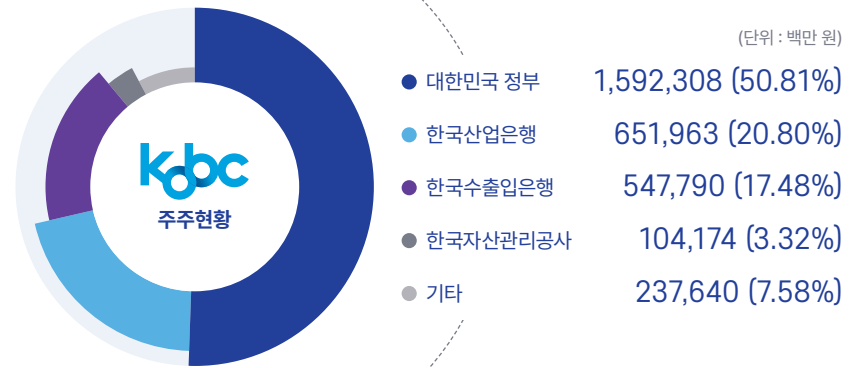 kobc
주주현황
(단위 : 백만 원)
대한민국 정부 1,592,308 (50.81%)
한국산업은행 651,963 (20.80%)
한국수출입은행 547,790 (17.48%)
한국자산관리공사 104,174 (3.32%)
기타 237,640 (7.58%)